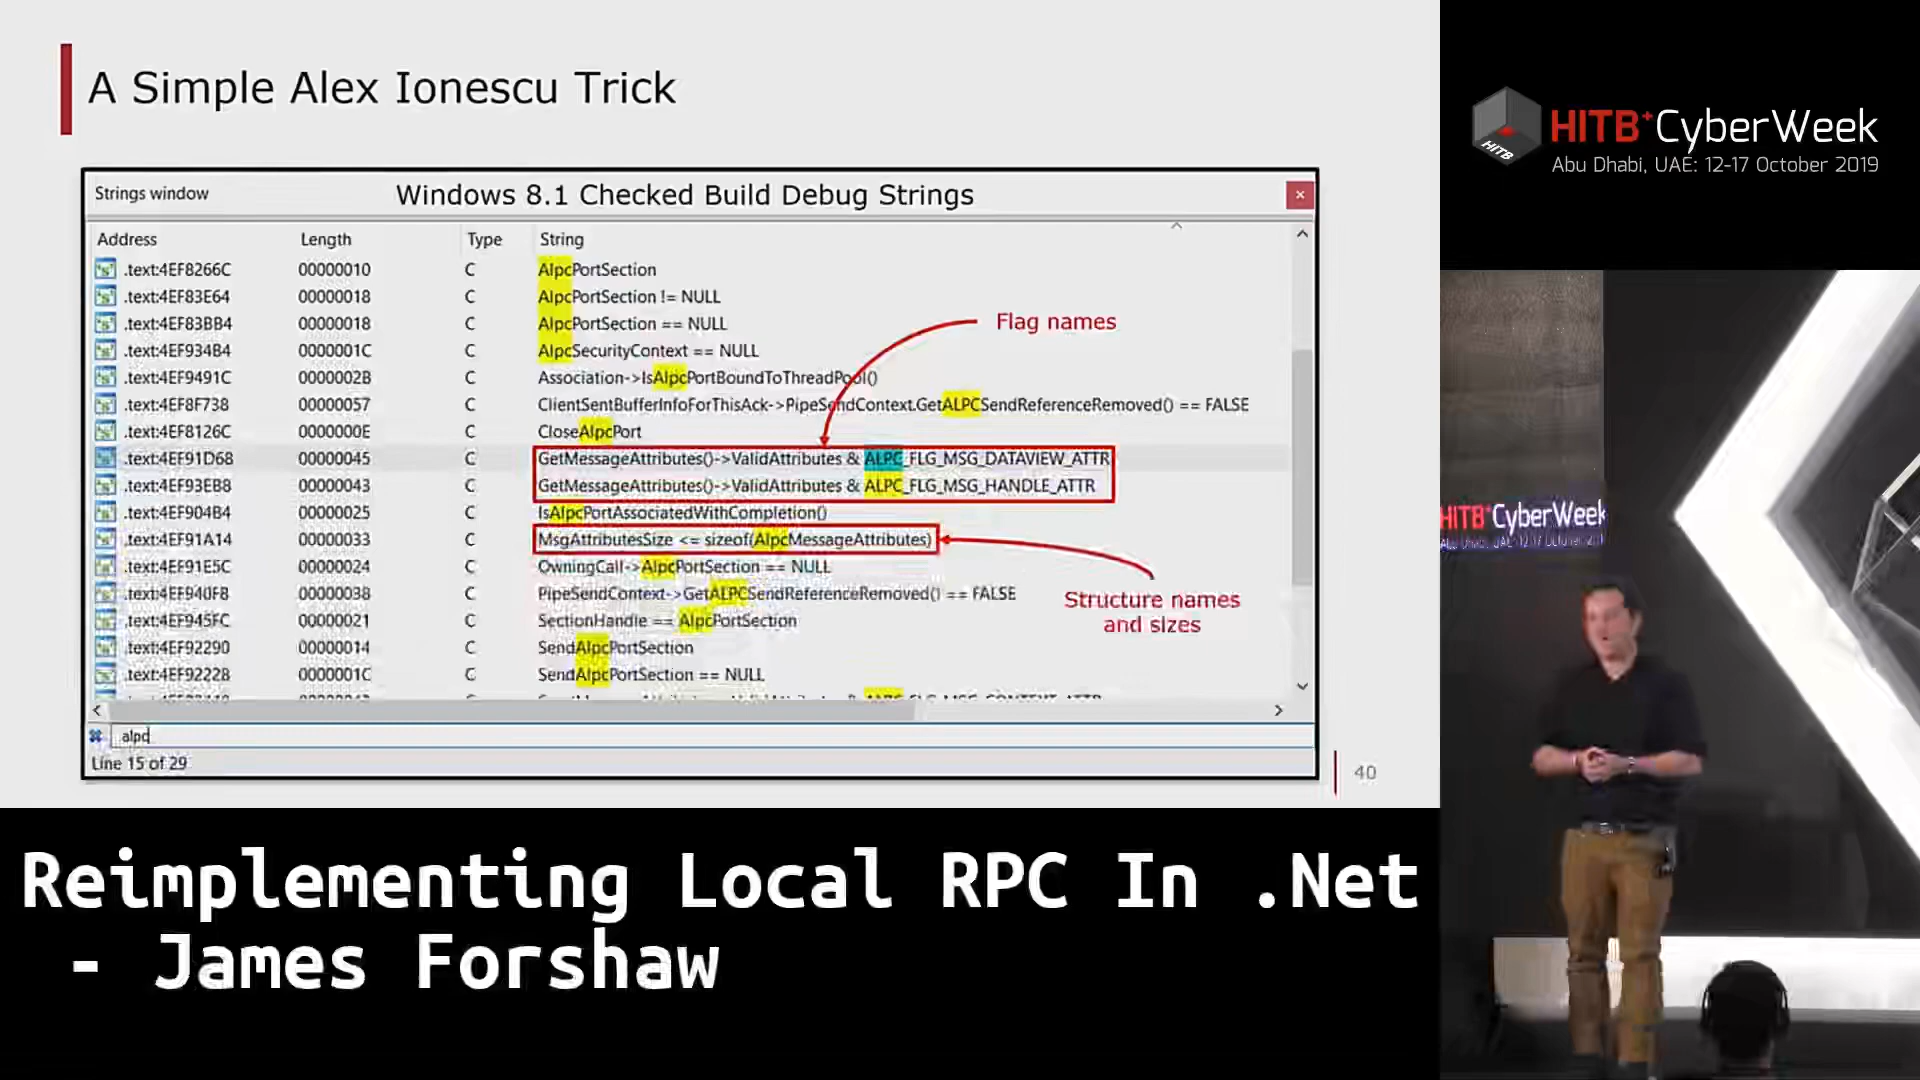 A Simple Alex Ionescu Trick
Strings window
Windows 8.1 Checked Build Debug Strings
Address Length Type String
.text:4EF8266C 00000010 C AlpcPortSection
.text:4EF83E64 00000018 C AlpcPortSection != NULL
.text:4EF83BB4 00000018 C AlpcPortSection == NULL
.text:4EF934B4 0000001C C AlpcSecurityContext == NULL
.text:4EF9491C 0000002B C Association->IsAlpcPortBoundToThreadPool()
.text:4EF8F738 00000057 C ClientSentBufferInfoForThisAck->PipeSendContext.GetALPCSendReferenceRemoved() == FALSE
.text:4EF8126C 0000000E C CloseAlpcPort
.text:4EF91D68 00000045 C GetMessageAttributes()->ValidAttributes & ALPC_FLG_MSG_DATAVIEW_ATTR
.text:4EF93EB8 00000043 C GetMessageAttributes()->ValidAttributes & ALPC_FLG_MSG_HANDLE_ATTR
.text:4EF904B4 00000025 C IsAlpcPortAssociatedWithCompletion()
.text:4EF91A14 00000033 C MsgAttributesSize <= sizeof(AlpcMessageAttributes)
.text:4EF91E5C 00000024 C OwningCall->AlpcPortSection == NULL
.text:4EF940F8 00000038 C PipeSendContext->GetALPCSendReferenceRemoved() == FALSE
.text:4EF945FC 00000021 C SectionHandle == AlpcPortSection
.text:4EF92290 00000014 C SendAlpcPortSection
.text:4EF92228 0000001C C SendAlpcPortSection == NULL
Flag names
Structure names
and sizes
alpc
Line 15 of 29
40
HITB+CyberWeek
Abu Dhabi, UAE: 12-17 October 2019
HITB
HITB+CyberWeek
Reimplementing Local RPC In .Net
- James Forshaw